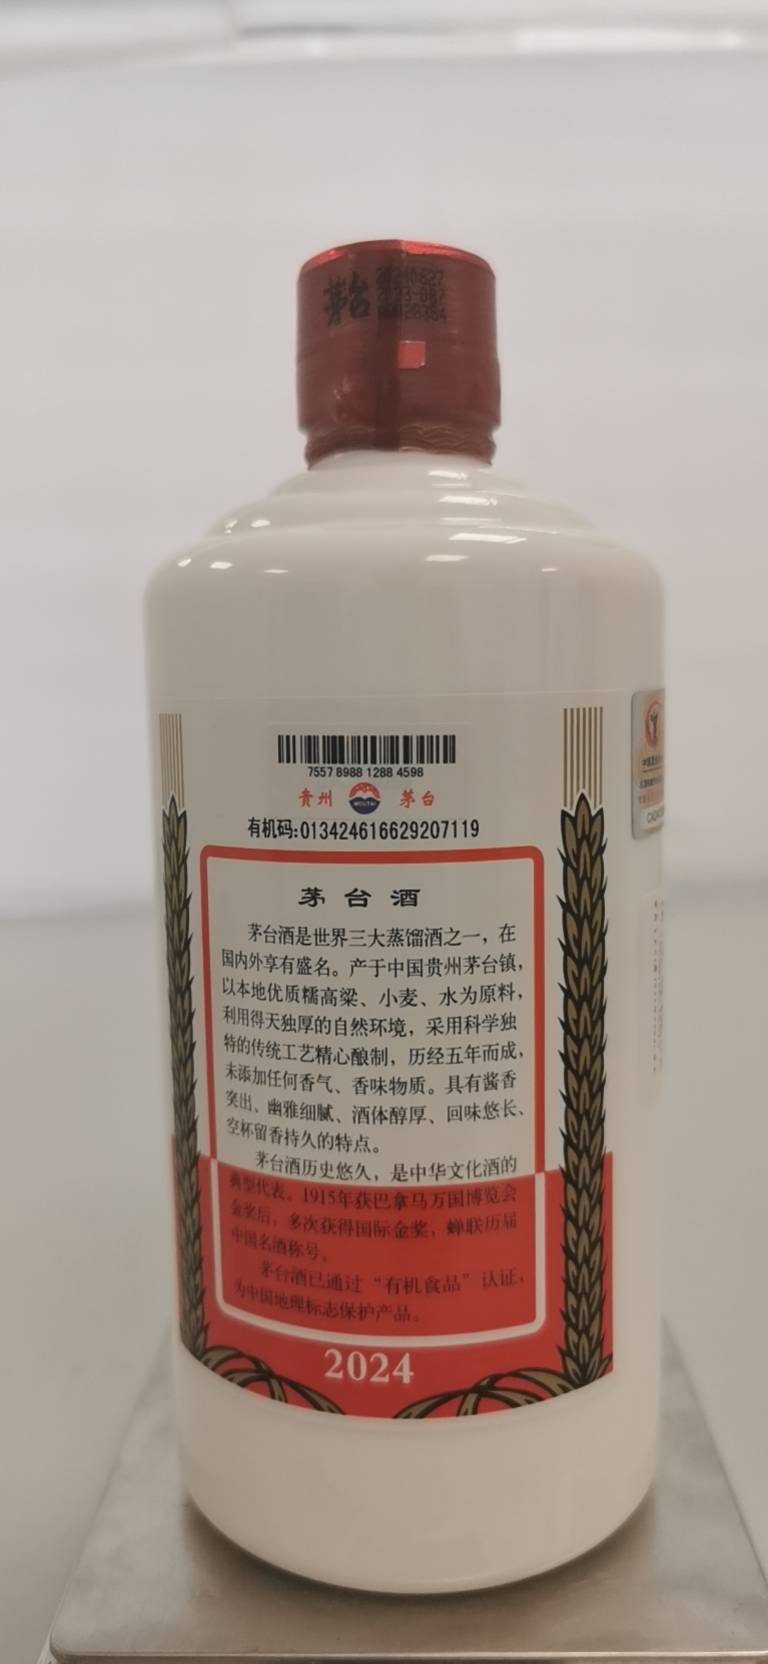 茅台
7557 8988 1288 4598
贵州 MOUTAI 茅台
有机码:013424616629207119
茅台酒
茅台酒是世界三大蒸馏酒之一，在
国内外享有盛名。产于中国贵州茅台镇，
以本地优质糯高粱、小麦、水为原料，
利用得天独厚的自然环境，采用科学独
特的传统工艺精心酿制，历经五年而成，
未添加任何香气、香味物质。具有酱香
突出、幽雅细腻、酒体醇厚、回味悠长、
空杯留香持久的特点。
茅台酒历史悠久，是中华文化酒的
典型代表。1915年获巴拿马万国博览会
金奖后，多次获得国际金奖，蝉联历届
中国名酒称号。
茅台酒已通过“有机食品”认证，
为中国地理标志保护产品。
2024